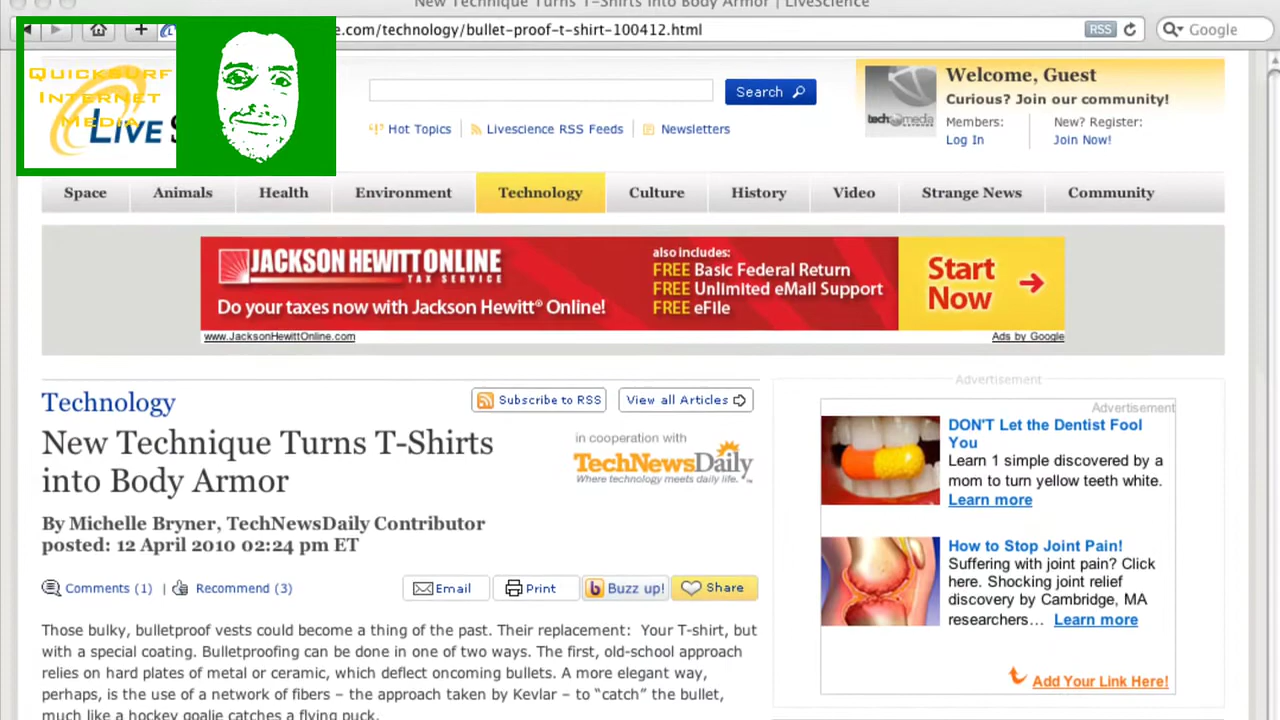 New Technique Turns T-Shirts into Body Armor | LiveScience
e.com/technology/bullet-proof-t-shirt-100412.html
RSS
Google
QuickSurf
Internet
Media
Live S
Search
Hot Topics
Livescience RSS Feeds
Newsletters
tech media
Welcome, Guest
Curious? Join our community!
Members:
Log In
New? Register:
Join Now!
Space
Animals
Health
Environment
Technology
Culture
History
Video
Strange News
Community
JACKSON HEWITT ONLINE
TAX SERVICE
Do your taxes now with Jackson Hewitt® Online!
also includes:
FREE Basic Federal Return
FREE Unlimited eMail Support
FREE eFile
Start
Now
www.JacksonHewittOnline.com
Ads by Google
Technology
Subscribe to RSS
View all Articles
New Technique Turns T-Shirts
into Body Armor
in cooperation with
TechNewsDaily
Where technology meets daily life.™
By Michelle Bryner, TechNewsDaily Contributor
posted: 12 April 2010 02:24 pm ET
Comments (1) | Recommend (3)
Email
Print
Buzz up!
Share
Those bulky, bulletproof vests could become a thing of the past. Their replacement: Your T-shirt, but
with a special coating. Bulletproofing can be done in one of two ways. The first, old-school approach
relies on hard plates of metal or ceramic, which deflect oncoming bullets. A more elegant way,
perhaps, is the use of a network of fibers – the approach taken by Kevlar – to “catch” the bullet,
much like a hockey goalie catches a flying puck.
Advertisement
Advertisement
DON'T Let the Dentist Fool
You
Learn 1 simple discovered by a
mom to turn yellow teeth white.
Learn more
How to Stop Joint Pain!
Suffering with joint pain? Click
here. Shocking joint relief
discovery by Cambridge, MA
researchers… Learn more
Add Your Link Here!